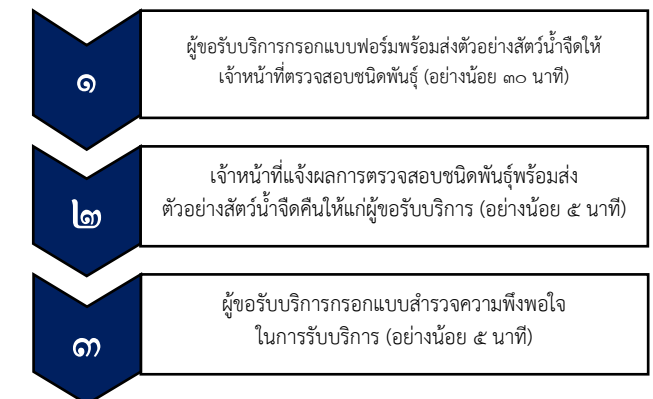 ๑
ผู้ขอรับบริการกรอกแบบฟอร์มพร้อมส่งตัวอย่างสัตว์น้ำจืดให้
เจ้าหน้าที่ตรวจสอบชนิดพันธุ์ (อย่างน้อย ๓๐ นาที)
๒
เจ้าหน้าที่แจ้งผลการตรวจสอบชนิดพันธุ์พร้อมส่ง
ตัวอย่างสัตว์น้ำจืดคืนให้แก่ผู้ขอรับบริการ (อย่างน้อย ๕ นาที)
๓
ผู้ขอรับบริการกรอกแบบสำรวจความพึงพอใจ
ในการรับบริการ (อย่างน้อย ๕ นาที)